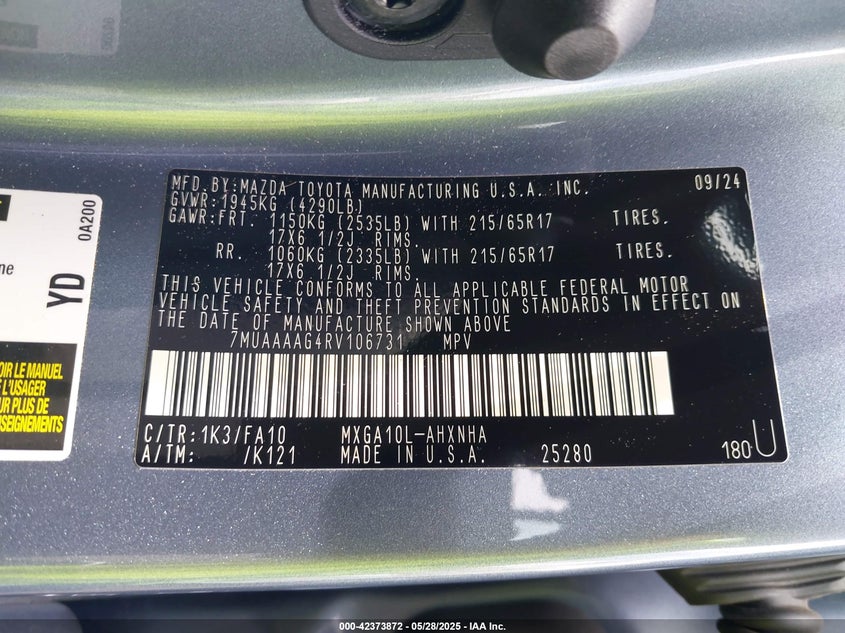 MFD.BY:MAZDA TOYOTA MANUFACTURING U.S.A. INC. 09/24
GVWR:1945KG (4290LB)
GAWR:FRT. 1150KG (2535LB) WITH 215/65R17 TIRES.
17X6 1/2J RIMS.
RR. 1060KG (2335LB) WITH 215/65R17 TIRES.
17X6 1/2J RIMS.
THIS VEHICLE CONFORMS TO ALL APPLICABLE FEDERAL MOTOR
VEHICLE SAFETY AND THEFT PREVENTION STANDARDS IN EFFECT ON
THE DATE OF MANUFACTURE SHOWN ABOVE
7MUAAAAG4RV106731 MPV
C/TR:1K3/FA10 MXGA10L-AHXNHA
A/TM: /K121 MADE IN U.S.A. 25280 180 U
0A200
YD
ne
OIR LE MANUEL
L'USAGER
UR PLUS DE
SEIGNEMENTS
000-42373872 - 05/28/2025 - IAA Inc.